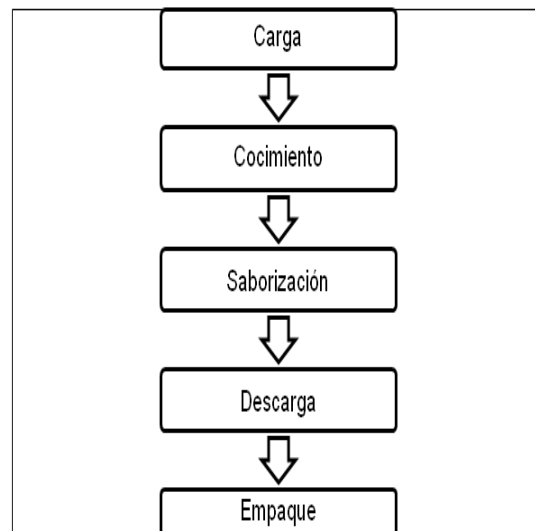 Carga
Cocimiento
Saborización
Descarga
Empaque